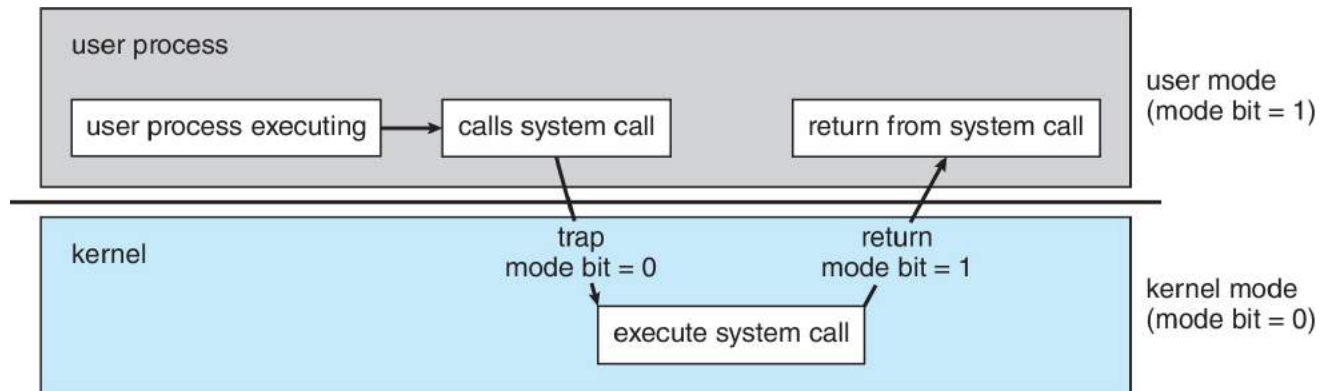 user process
user process executing
calls system call
return from system call
user mode
(mode bit = 1)
kernel
trap
mode bit = 0
return
mode bit = 1
execute system call
kernel mode
(mode bit = 0)